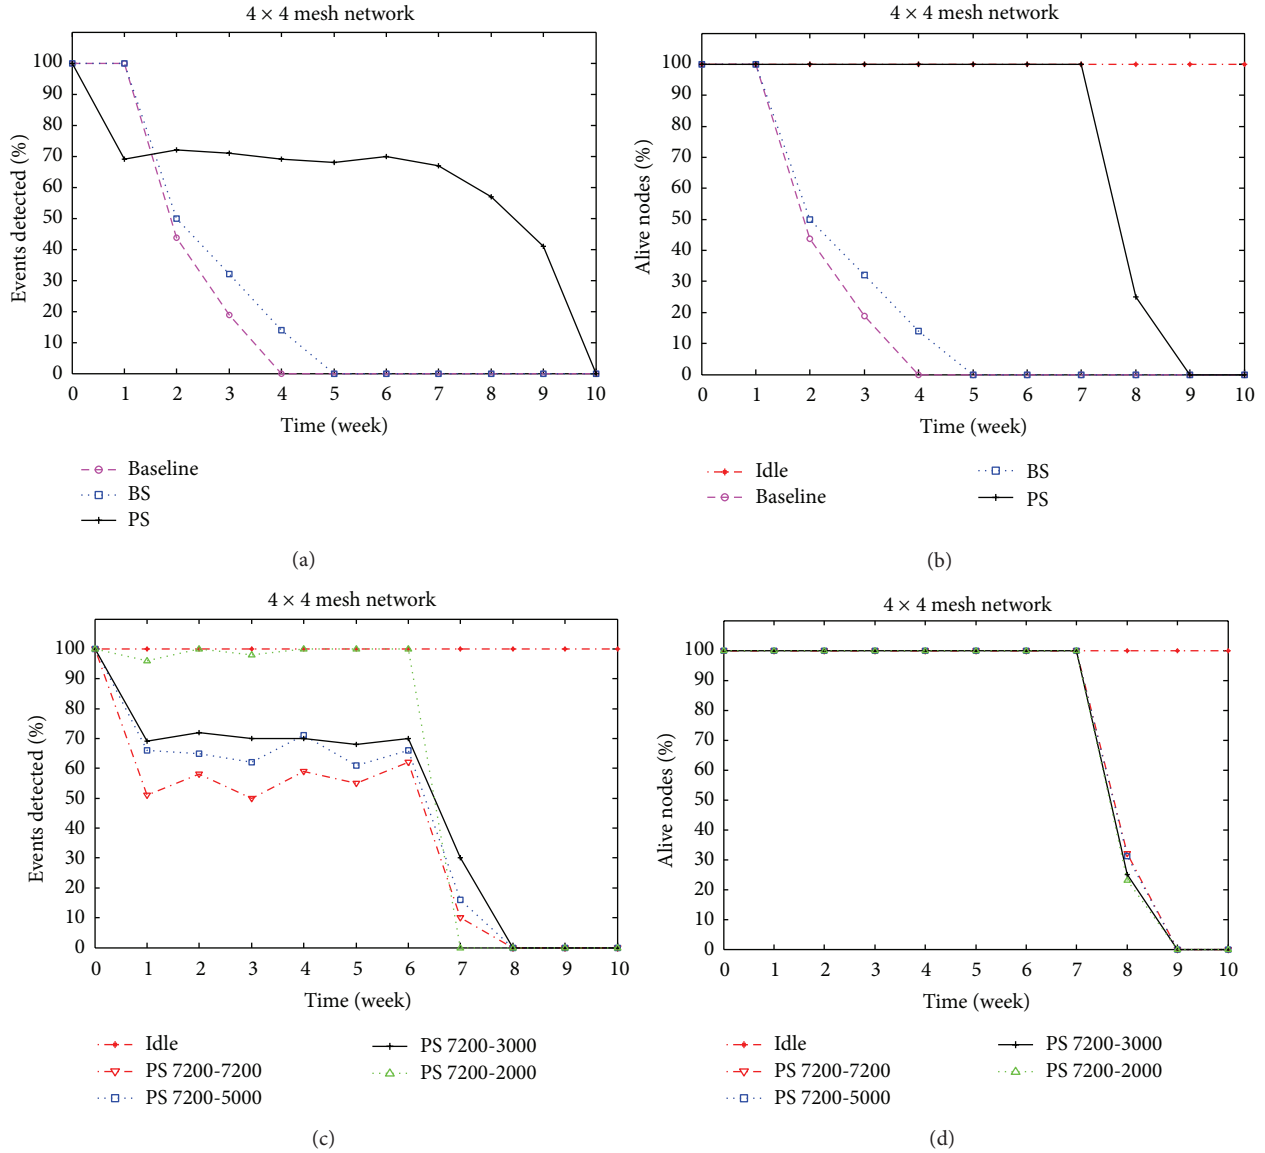 4 × 4 mesh network
100
90
80
70
60
50
40
30
20
10
0
Events detected (%)
0 1 2 3 4 5 6 7 8 9 10
Time (week)
Baseline
BS
PS
(a)
4 × 4 mesh network
100
90
80
70
60
50
40
30
20
10
0
Alive nodes (%)
0 1 2 3 4 5 6 7 8 9 10
Time (week)
Idle
Baseline
BS
PS
(b)
4 × 4 mesh network
100
90
80
70
60
50
40
30
20
10
0
Events detected (%)
0 1 2 3 4 5 6 7 8 9 10
Time (week)
Idle
PS 7200-7200
PS 7200-5000
PS 7200-3000
PS 7200-2000
(c)
4 × 4 mesh network
100
90
80
70
60
50
40
30
20
10
0
Alive nodes (%)
0 1 2 3 4 5 6 7 8 9 10
Time (week)
Idle
PS 7200-7200
PS 7200-5000
PS 7200-3000
PS 7200-2000
(d)